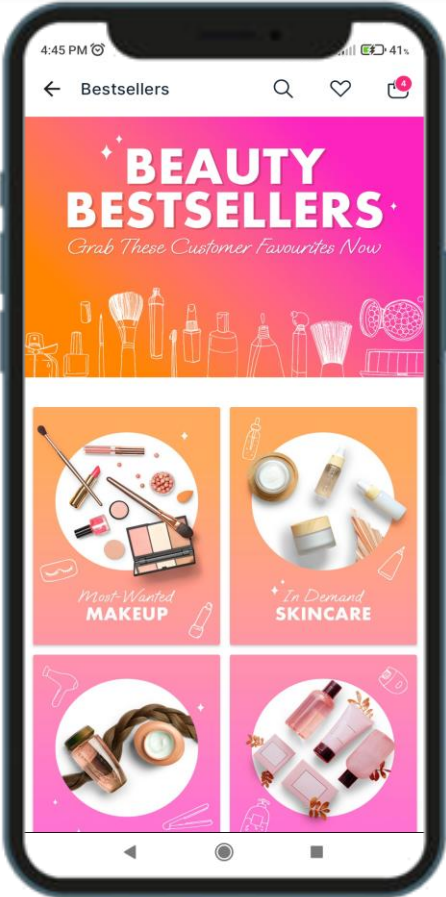 4:45 PM
41%
Bestsellers
4
BEAUTY
BESTSELLERS
Grab These Customer Favourites Now
Most-Wanted
MAKEUP
In Demand
SKINCARE